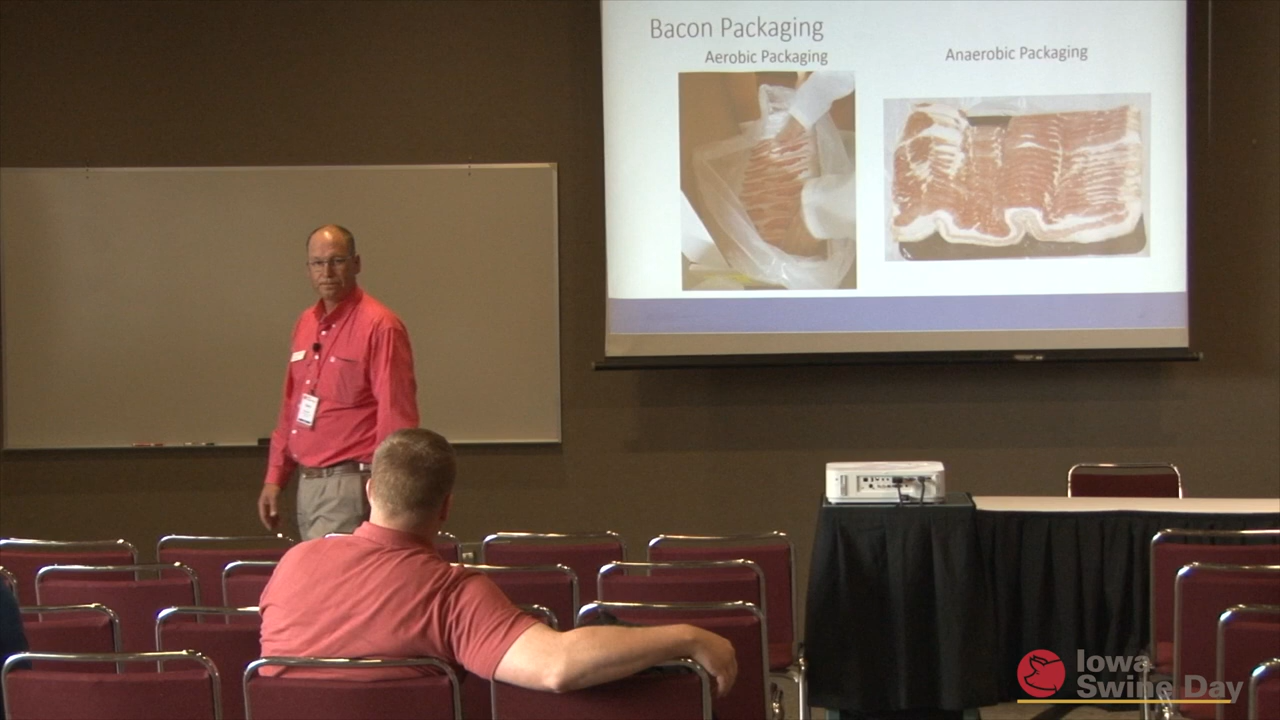 Bacon Packaging
Aerobic Packaging
Anaerobic Packaging
Iowa
Swine Day